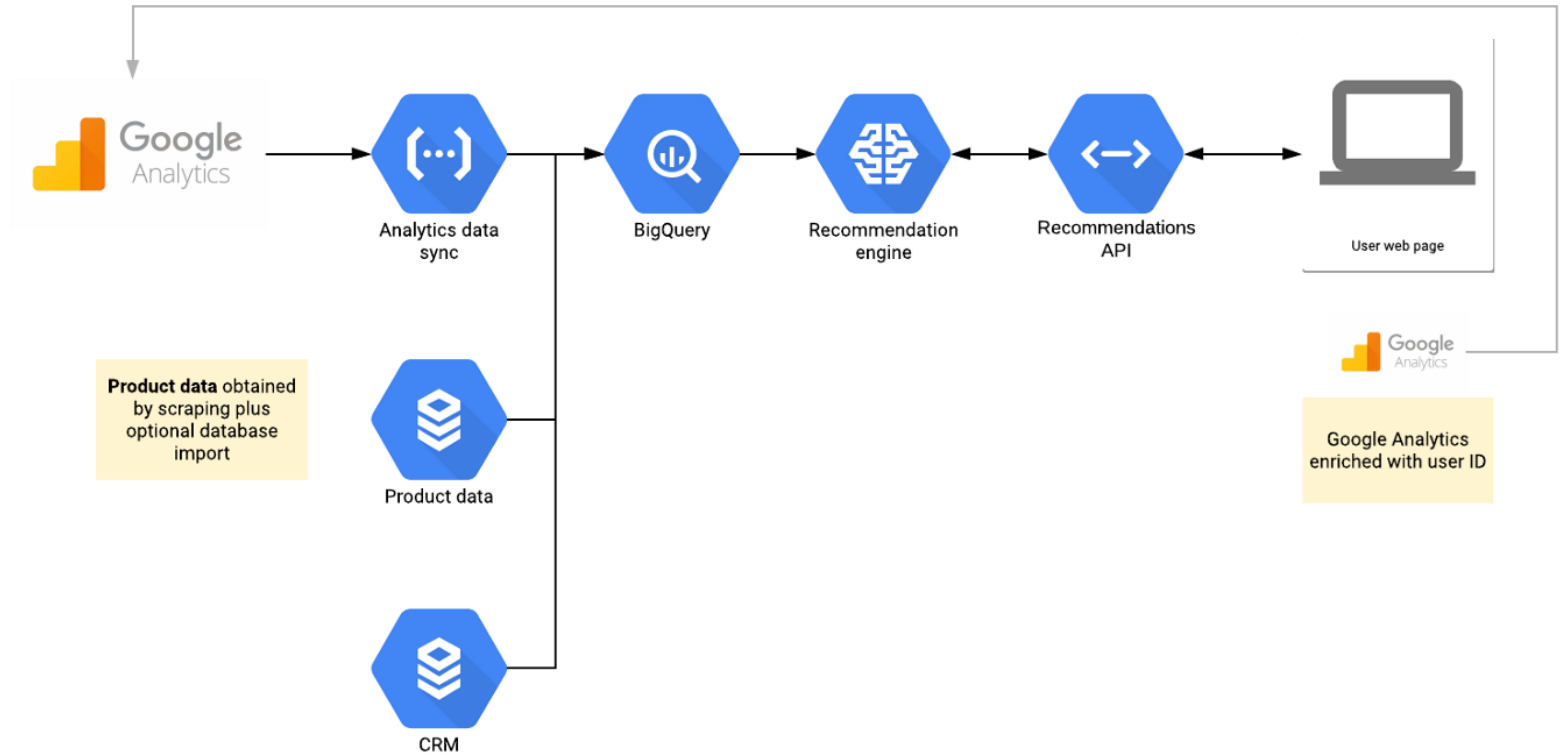 Google
Analytics
Analytics data
sync
BigQuery
Recommendation
engine
Recommendations
API
User web page
Product data obtained
by scraping plus
optional database
import
Product data
Google
Analytics
Google Analytics
enriched with user ID
CRM